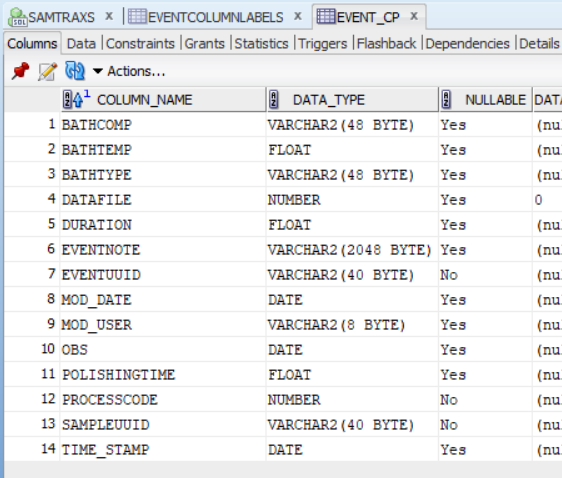 SAMTRAXS x EVENTCOLUMNLABELS x EVENT_CP x
Columns Data Constraints Grants Statistics Triggers Flashback Dependencies Details
Actions...
1 COLUMN_NAME DATA_TYPE NULLABLE DATA
1 BATHCOMP VARCHAR2(48 BYTE) Yes (nu
2 BATHTEMP FLOAT Yes (nu
3 BATHTYPE VARCHAR2(48 BYTE) Yes (nu
4 DATAFILE NUMBER Yes 0
5 DURATION FLOAT Yes (nu
6 EVENTNOTE VARCHAR2(2048 BYTE) Yes (nu
7 EVENTUUID VARCHAR2(40 BYTE) No (nu
8 MOD_DATE DATE Yes (nu
9 MOD_USER VARCHAR2(8 BYTE) Yes (nu
10 OBS DATE Yes (nu
11 POLISHINGTIME FLOAT Yes (nu
12 PROCESSCODE NUMBER No (nu
13 SAMPLEUUID VARCHAR2(40 BYTE) No (nu
14 TIME_STAMP DATE Yes (nu